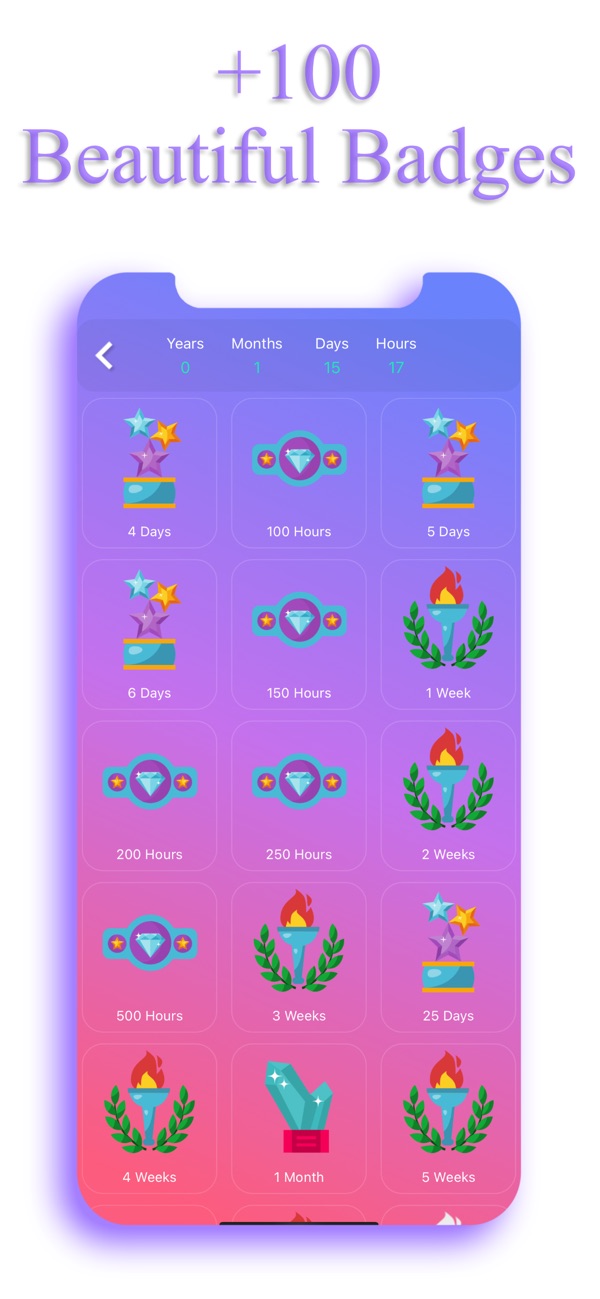 +100
Beautiful Badges
Years Months Days Hours
0 1 15 17
4 Days 100 Hours 5 Days
6 Days 150 Hours 1 Week
200 Hours 250 Hours 2 Weeks
500 Hours 3 Weeks 25 Days
4 Weeks 1 Month 5 Weeks